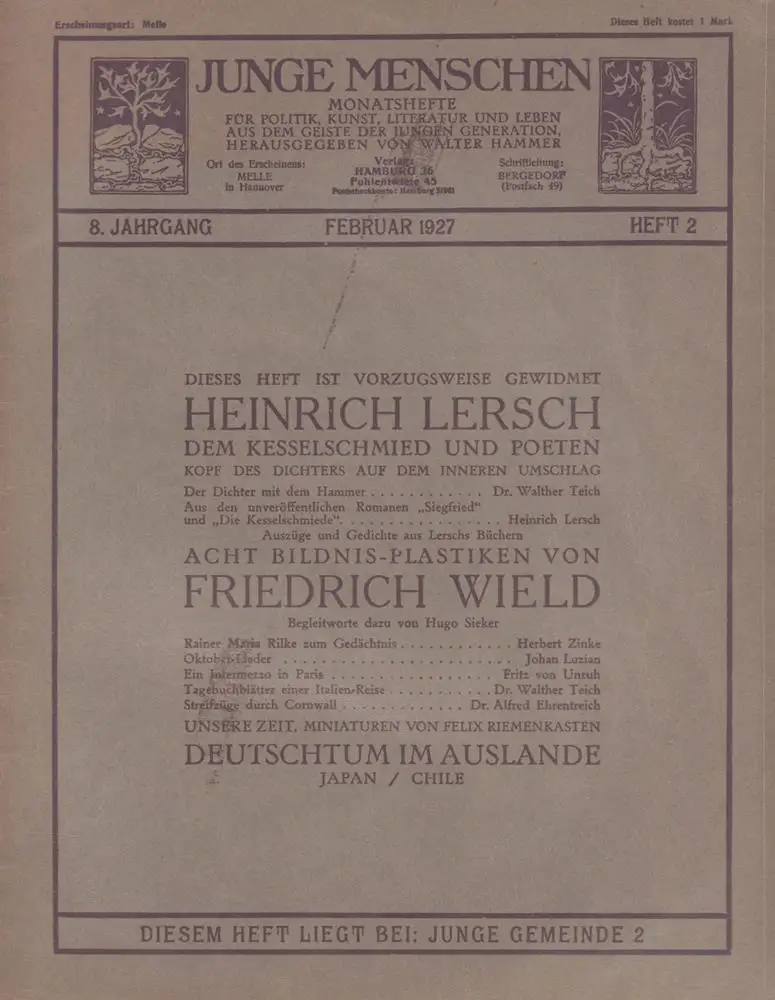 Erscheinungsort: Melle
Dieses Heft kostet 1 Mark
JUNGE MENSCHEN
MONATSHEFTE
FÜR POLITIK, KUNST, LITERATUR UND LEBEN
AUS DEM GEISTE DER JUNGEN GENERATION,
HERAUSGEGEBEN VON WALTER HAMMER
Ort des Erscheinens:
MELLE
in Hannover
Verlag:
HAMBURG 36
45
Postscheckkonto: Hamburg
Schriftleitung:
BERGEDORF
(Postfach 49)
8. JAHRGANG
FEBRUAR 1927
HEFT 2
DIESES HEFT IST VORZUGSWEISE GEWIDMET
HEINRICH LERSCH
DEM KESSELSCHMIED UND POETEN
KOPF DES DICHTERS AUF DEM INNEREN UMSCHLAG
Der Dichter mit dem Hammer . . . . . . . . . . . . Dr. Walther Teich
Aus den unveröffentlichen Romanen „Siegfried“
und „Die Kesselschmiede“. . . . . . . . . . . . . . . . . Heinrich Lersch
Auszüge und Gedichte aus Lerschs Büchern
ACHT BILDNIS-PLASTIKEN VON
FRIEDRICH WIELD
Begleitworte dazu von Hugo Sieker
Rainer Maria Rilke zum Gedächtnis . . . . . . . . . . . . Herbert Zinke
Oktober-Lieder . . . . . . . . . . . . . . . . . . . . . . . . Johan Luzian
Ein Intermezzo in Paris . . . . . . . . . . . . . . . . . Fritz von Unruh
Tagebuchblätter einer Italien-Reise . . . . . . . . . . . Dr. Walther Teich
Streifzüge durch Cornwall . . . . . . . . . . . . . Dr. Alfred Ehrentreich
UNSERE ZEIT, MINIATUREN VON FELIX RIEMENKASTEN
DEUTSCHTUM IM AUSLANDE
JAPAN / CHILE
DIESEM HEFT LIEGT BEI: JUNGE GEMEINDE 2